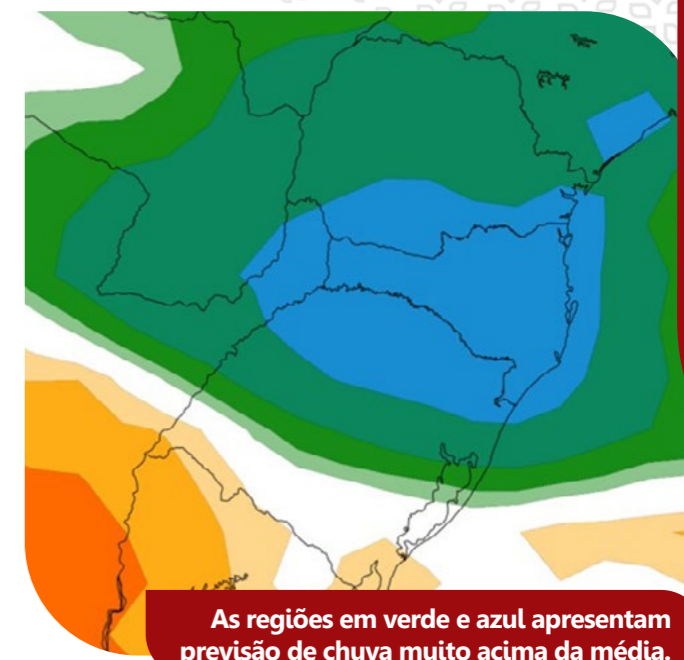 As regiões em verde e azul apresentam
previsão de chuva muito acima da média.